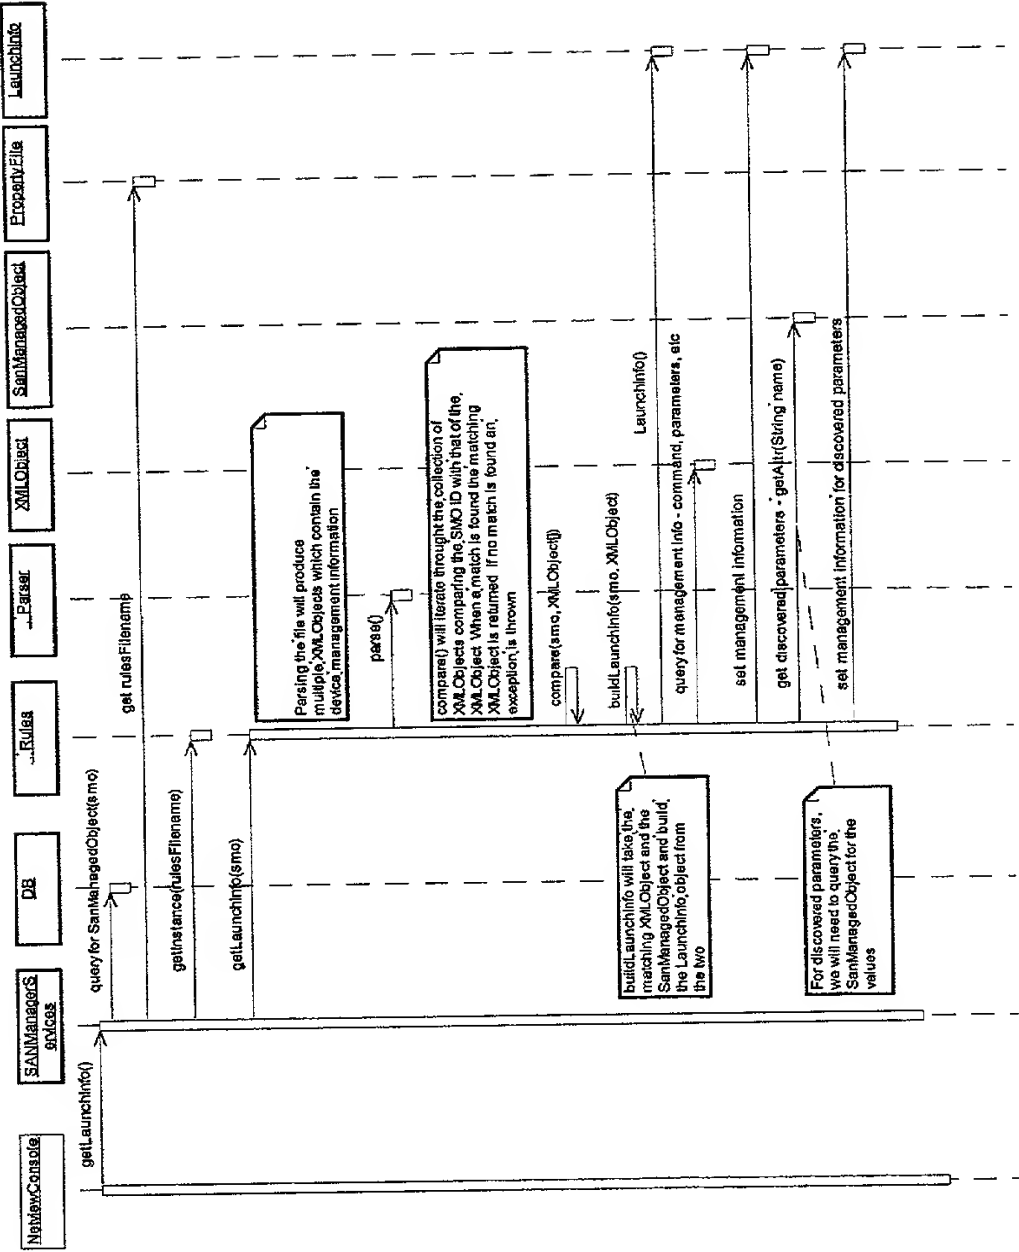 NetviewConsole
SANManagerS
ervices
DB
...Rules
...Parser
XMLObject
SanManagedObject
PropertyFile
LaunchInfo
getLaunchInfo()
query for SanManagedObject(smo)
get rulesFilename
getInstance(rulesFilename)
getLaunchInfo(smo)
Parsing the file will produce
multiple XMLObjects which contain the
device management information
parse()
compare() will iterate throught the collection of
XMLObjects comparing the SMO ID with that of the
XMLObject When a match is found the matching
XMLObject is returned If no match is found an
exception is thrown
compare(smo, XMLObject[])
buildLaunchInfo(smo, XMLObject)
buildLaunchInfo will take the
matching XMLObject and the
SanManagedObject and build
the LaunchInfo object from
the two
LaunchInfo()
query for management info - command, parameters, etc
set management information
get discovered parameters - getAttr(String name)
For discovered parameters,
we will need to query the
SanManagedObject for the
values
set management information for discovered parameters